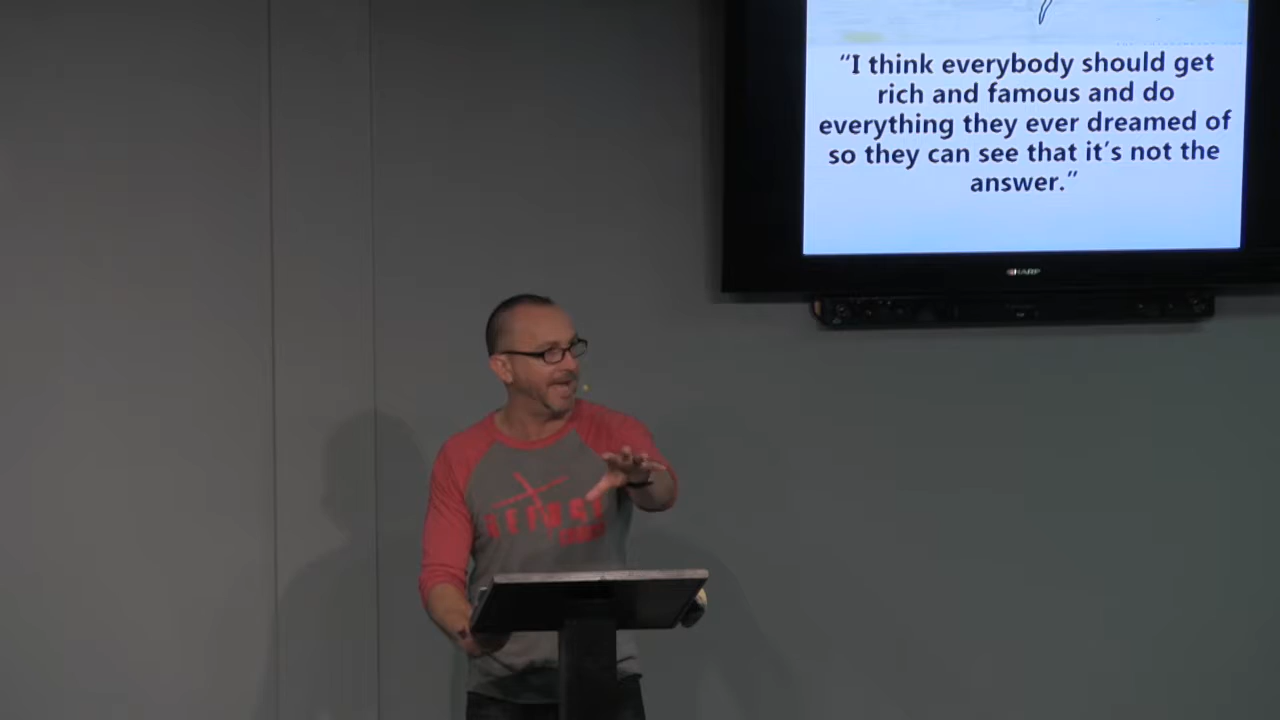 “I think everybody should get
rich and famous and do
everything they ever dreamed of
so they can see that it’s not the
answer.”
SHARP